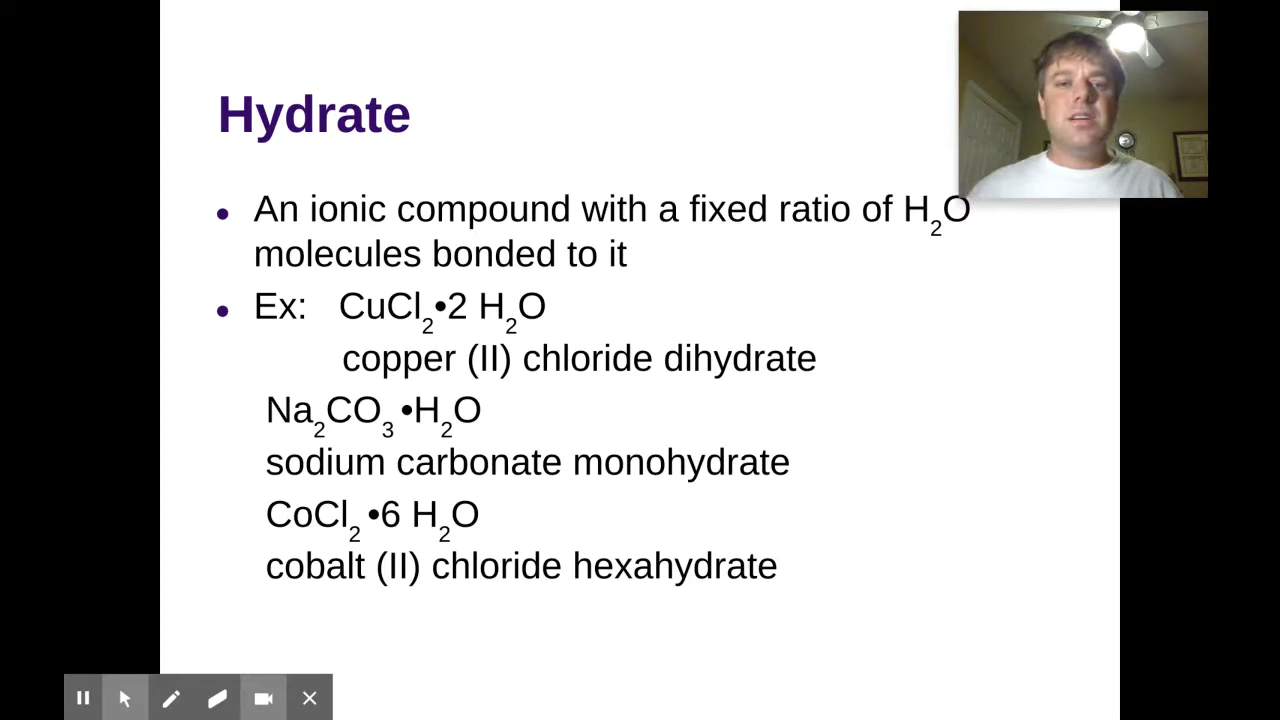 Hydrate
• An ionic compound with a fixed ratio of H₂O
molecules bonded to it
• Ex: CuCl₂•2 H₂O
copper (II) chloride dihydrate
Na₂CO₃ •H₂O
sodium carbonate monohydrate
CoCl₂ •6 H₂O
cobalt (II) chloride hexahydrate